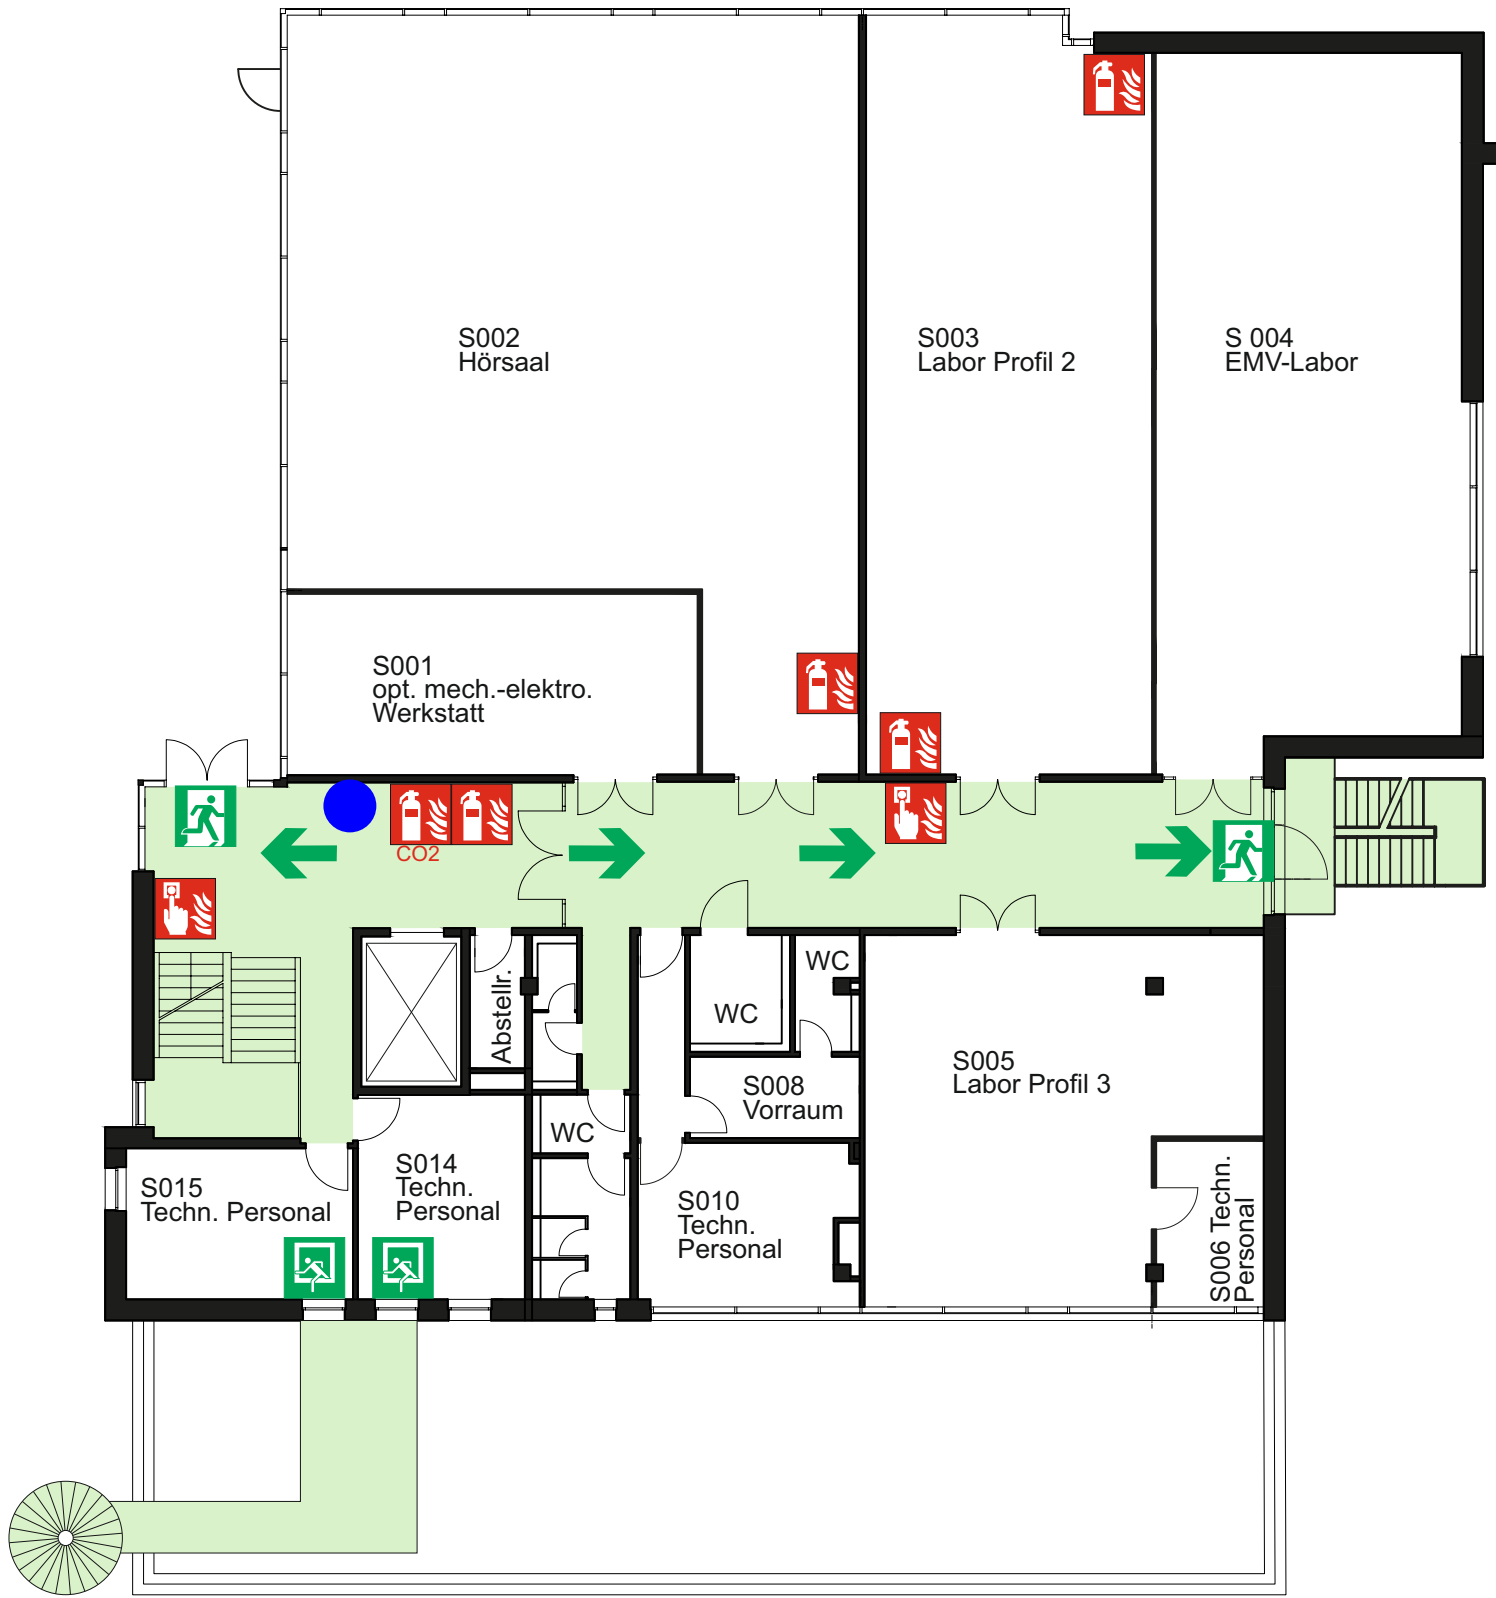 S002
Hörsaal
S003
Labor Profil 2
S 004
EMV-Labor
S001
opt. mech.-elektro.
Werkstatt
CO2
Abstellr.
WC
WC
S005
Labor Profil 3
S008
Vorraum
WC
S015
Techn. Personal
S014
Techn.
Personal
S010
Techn.
Personal
S006 Techn.
Personal